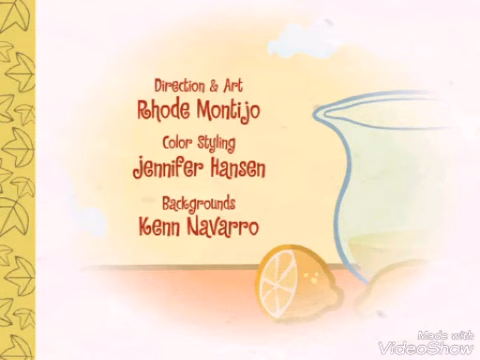 Direction & Art
Rhode Montijo
Color Styling
Jennifer Hansen
Backgrounds
Kenn Navarro
Made with
VideoShow